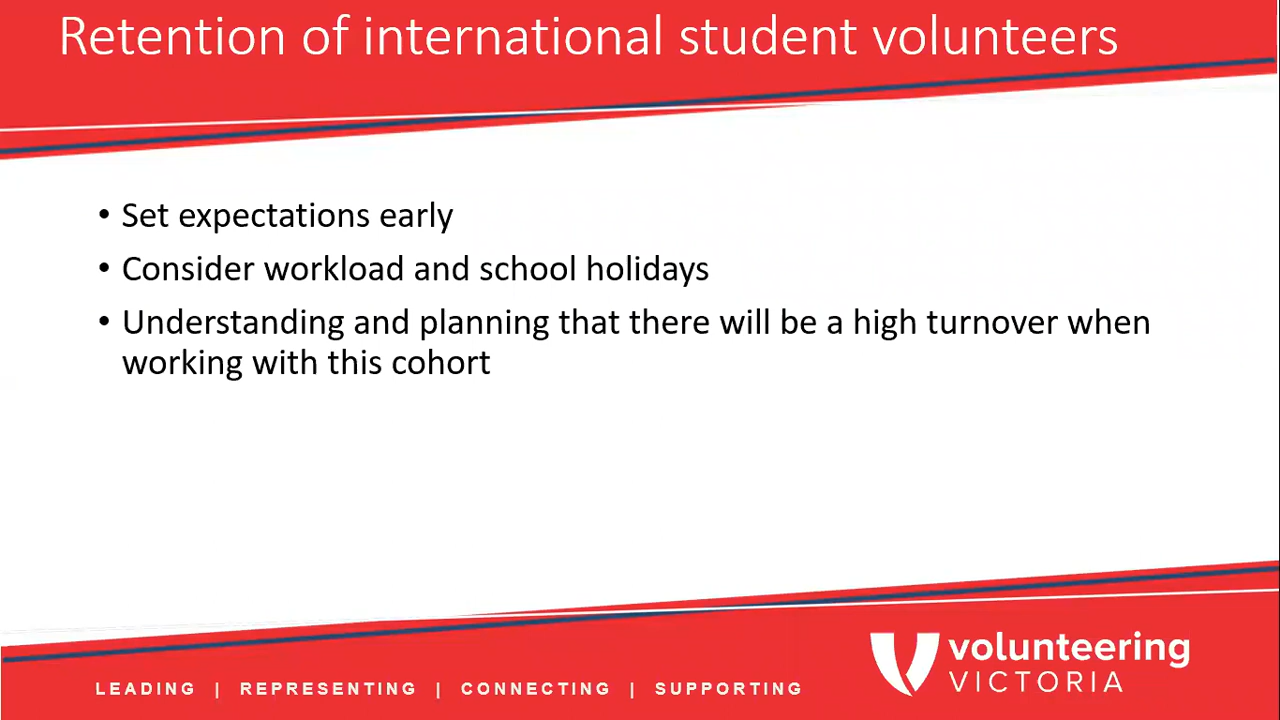 Retention of international student volunteers
• Set expectations early
• Consider workload and school holidays
• Understanding and planning that there will be a high turnover when
working with this cohort
LEADING | REPRESENTING | CONNECTING | SUPPORTING
volunteering
VICTORIA